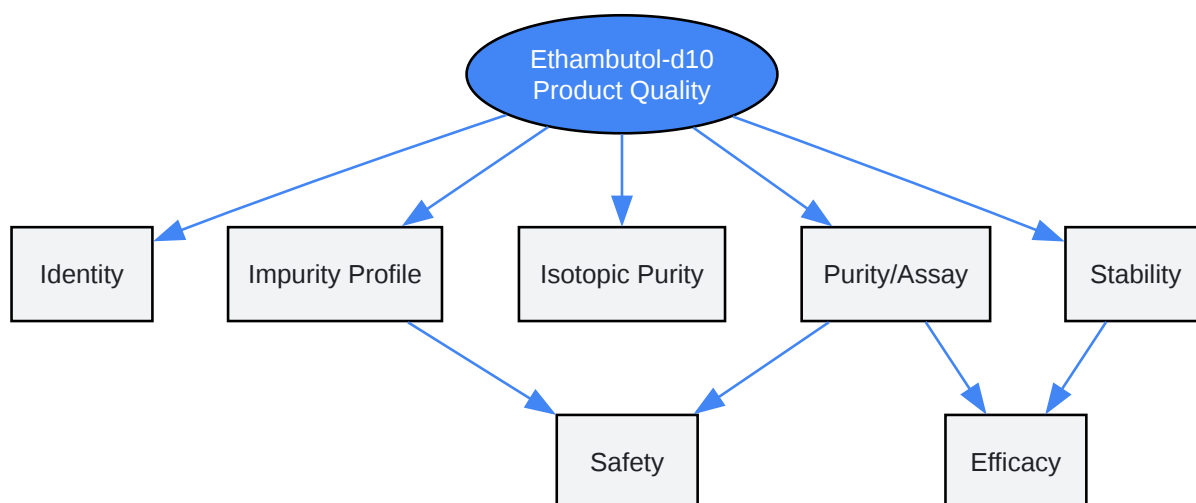 Ethambutol-d10
Product Quality
Identity
Impurity Profile
Isotopic Purity
Purity/Assay
Stability
Safety
Efficacy